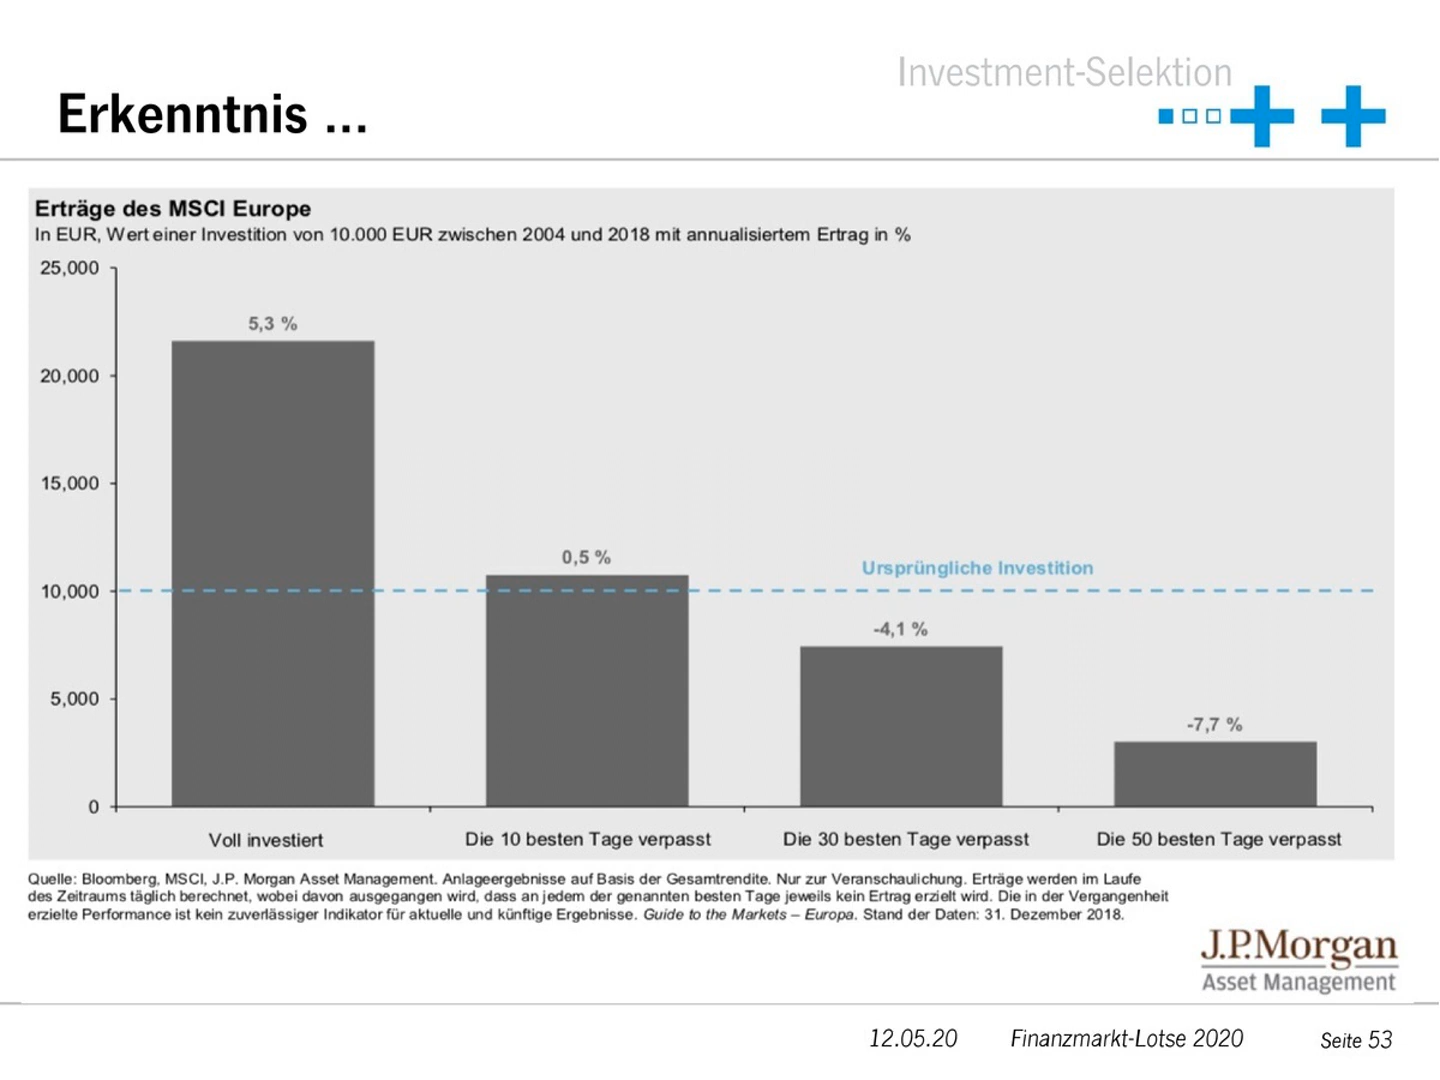 Investment-Selektion
Erkenntnis ...
Erträge des MSCI Europe
In EUR, Wert einer Investition von 10.000 EUR zwischen 2004 und 2018 mit annualisiertem Ertrag in %
25,000
5,3 %
20,000
15,000
0,5 %
Ursprüngliche Investition
10,000
-4,1 %
5,000
-7,7 %
0
Voll investiert
Die 10 besten Tage verpasst
Die 30 besten Tage verpasst
Die 50 besten Tage verpasst
Quelle: Bloomberg, MSCI, J.P. Morgan Asset Management. Anlageergebnisse auf Basis der Gesamtrendite. Nur zur Veranschaulichung. Erträge werden im Laufe
des Zeitraums täglich berechnet, wobei davon ausgegangen wird, dass an jedem der genannten besten Tage jeweils kein Ertrag erzielt wird. Die in der Vergangenheit
erzielte Performance ist kein zuverlässiger Indikator für aktuelle und künftige Ergebnisse. Guide to the Markets – Europa. Stand der Daten: 31. Dezember 2018.
J.P.Morgan
Asset Management
12.05.20 Finanzmarkt-Lotse 2020 Seite 53